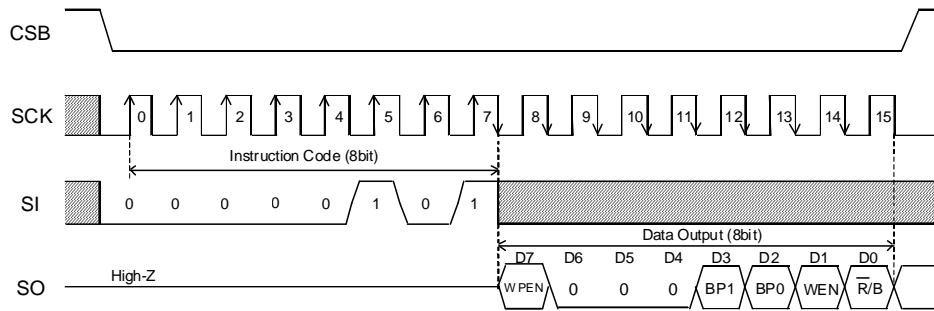 CSB
SCK
0 1 2 3 4 5 6 7 8 9 10 11 12 13 14 15
Instruction Code (8bit)
SI
0 0 0 0 0 1 0 1
Data Output (8bit)
D7 D6 D5 D4 D3 D2 D1 D0
High-Z
SO
WPEN 0 0 0 BP1 BP0 WEN R̅/B